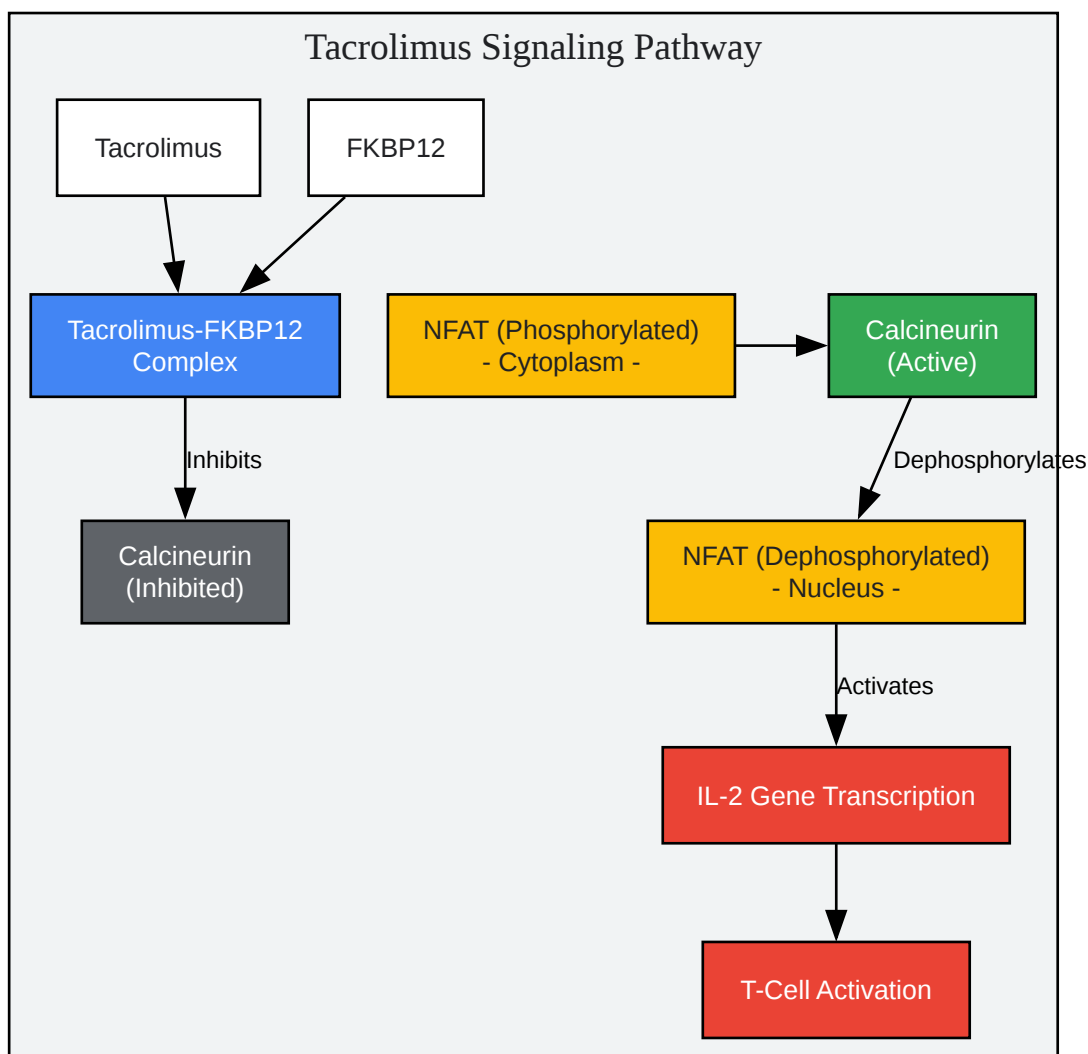 Tacrolimus Signaling Pathway
Tacrolimus
FKBP12
Tacrolimus-FKBP12
Complex
NFAT (Phosphorylated)
- Cytoplasm -
Calcineurin
(Active)
Inhibits
Dephosphorylates
Calcineurin
(Inhibited)
NFAT (Dephosphorylated)
- Nucleus -
Activates
IL-2 Gene Transcription
T-Cell Activation